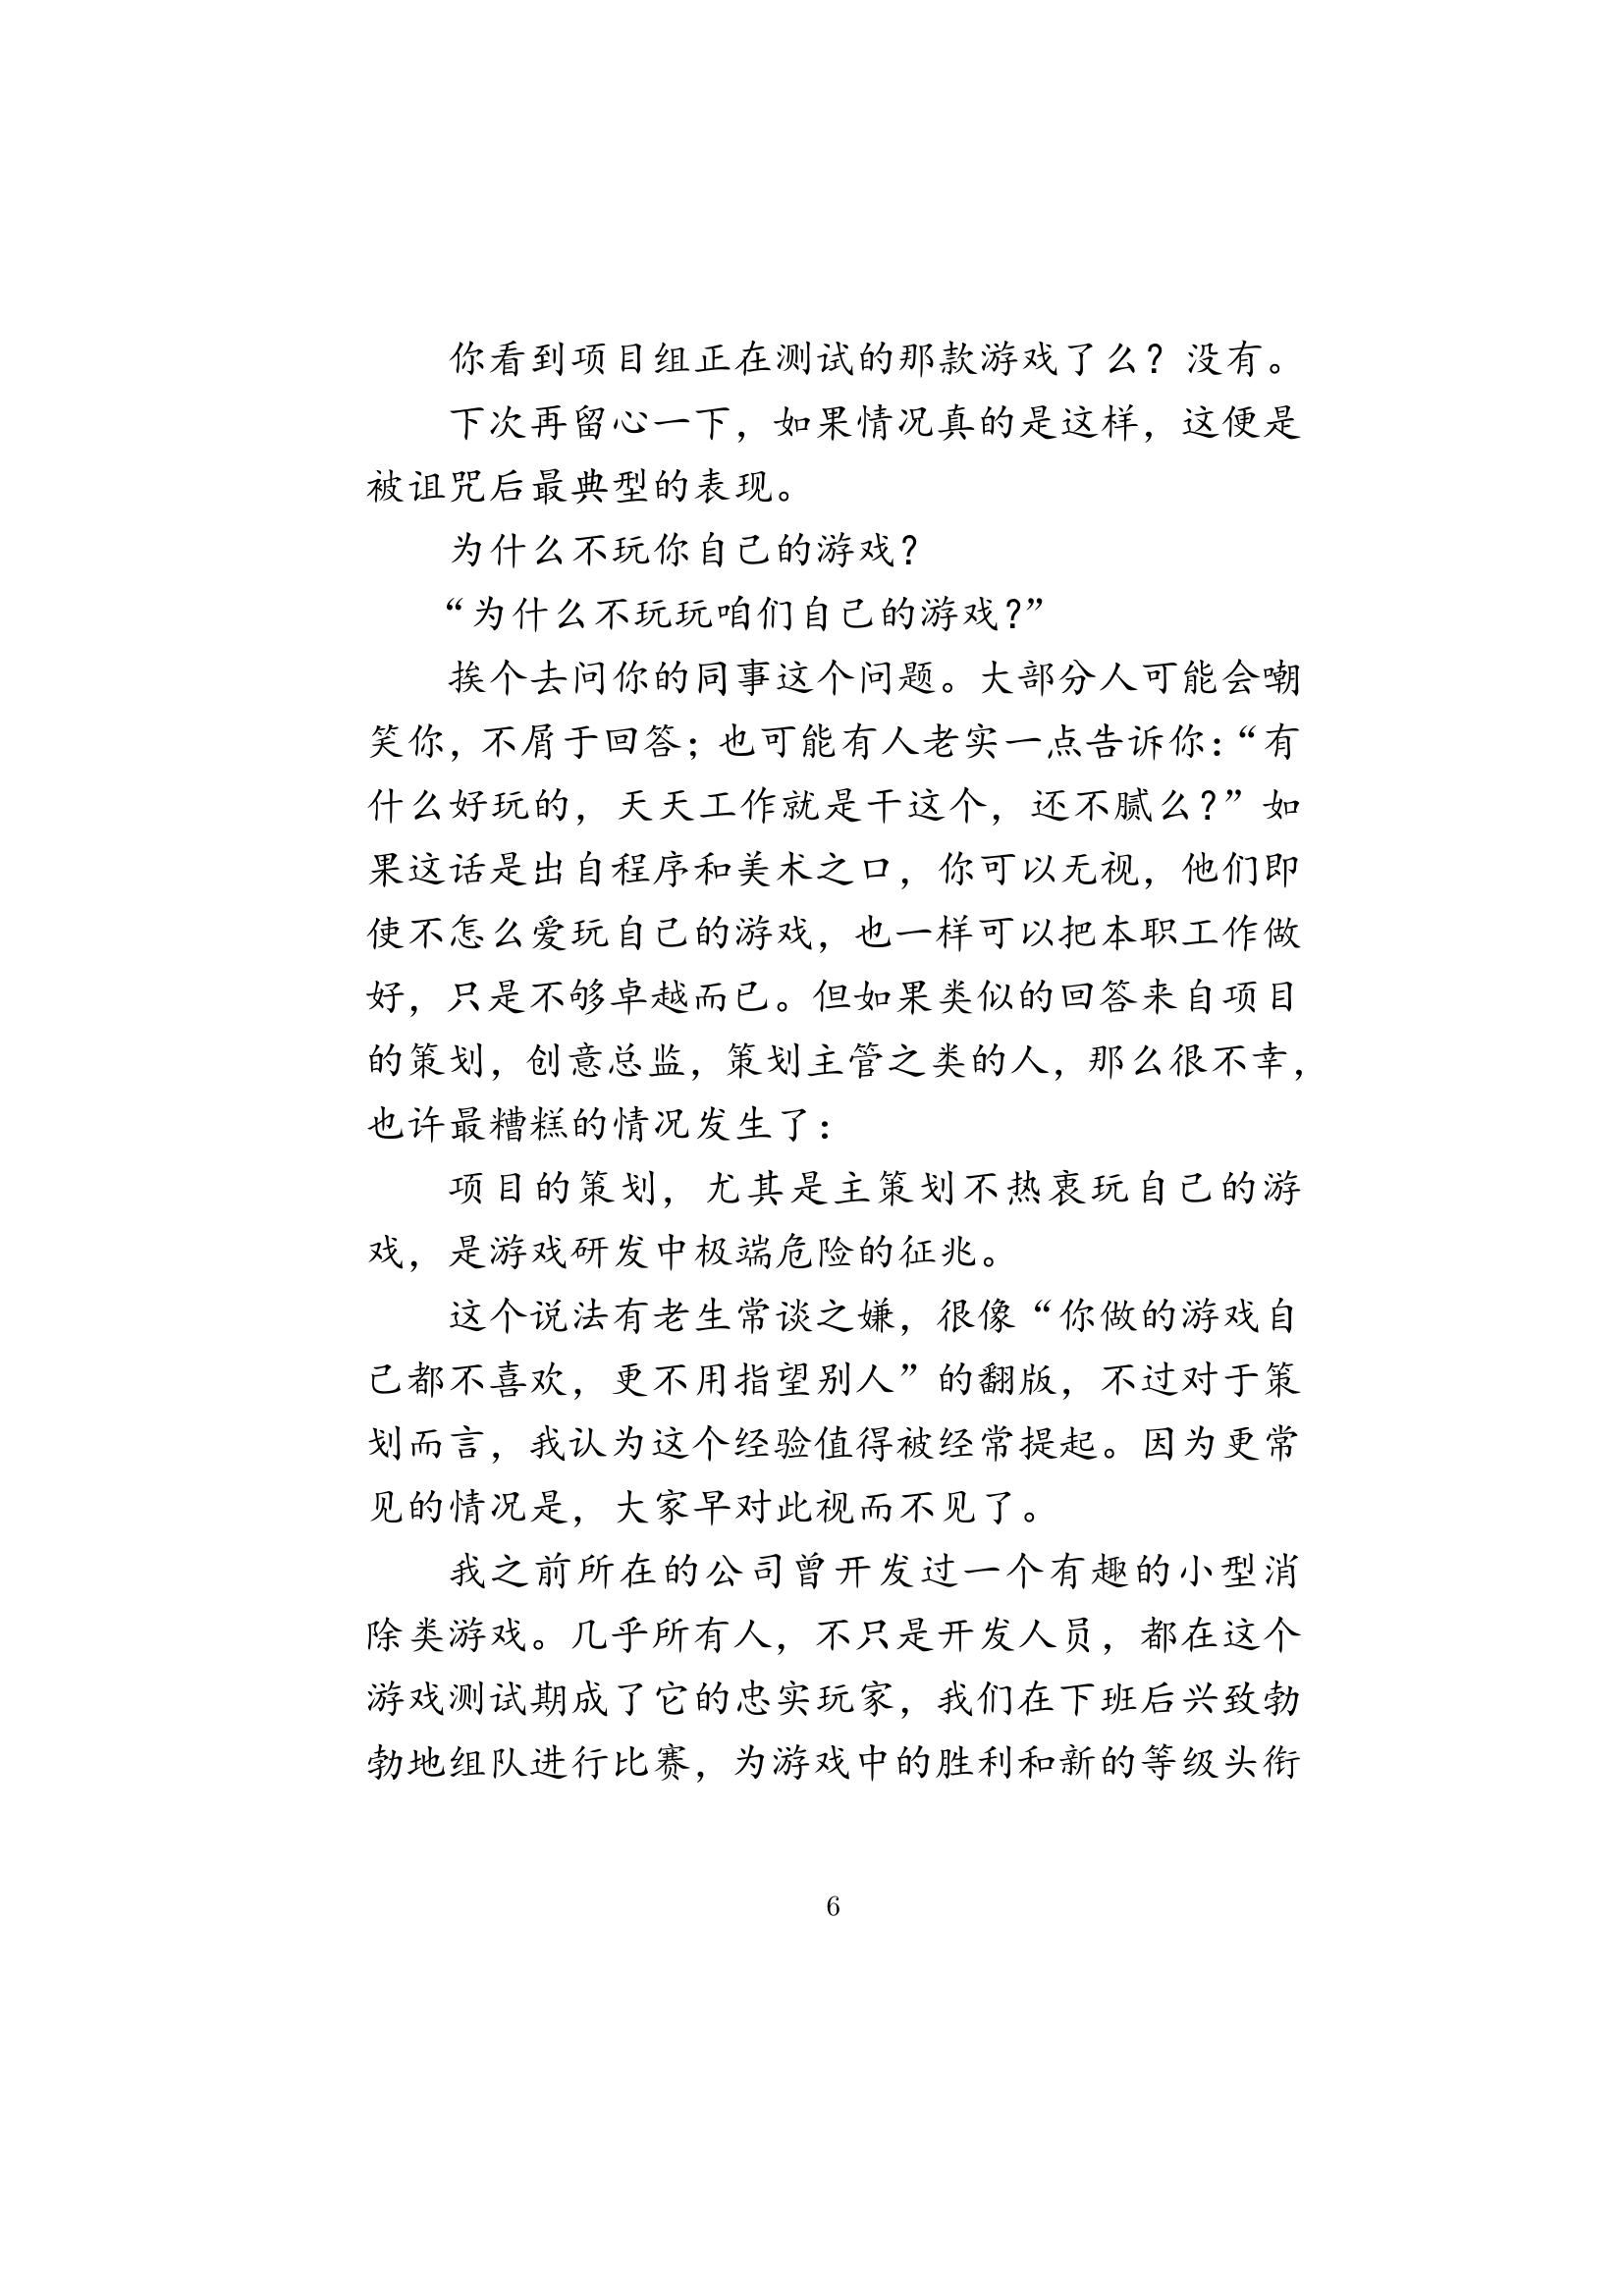 你看到项目组正在测试的那款游戏了么？没有。
下次再留心一下，如果情况真的是这样，这便是
被诅咒后最典型的表现。
为什么不玩你自己的游戏？
“为什么不玩玩咱们自己的游戏？”
挨个去问你的同事这个问题。大部分人可能会嘲
笑你，不屑于回答；也可能有人老实一点告诉你：“有
什么好玩的，天天工作就是干这个，还不腻么？”如
果这话是出自程序和美术之口，你可以无视，他们即
使不怎么爱玩自己的游戏，也一样可以把本职工作做
好，只是不够卓越而已。但如果类似的回答来自项目
的策划，创意总监，策划主管之类的人，那么很不幸，
也许最糟糕的情况发生了：
项目的策划，尤其是主策划不热衷玩自己的游
戏，是游戏研发中极端危险的征兆。
这个说法有老生常谈之嫌，很像“你做的游戏自
己都不喜欢，更不用指望别人”的翻版，不过对于策
划而言，我认为这个经验值得被经常提起。因为更常
见的情况是，大家早对此视而不见了。
我之前所在的公司曾开发过一个有趣的小型消
除类游戏。几乎所有人，不只是开发人员，都在这个
游戏测试期成了它的忠实玩家，我们在下班后兴致勃
勃地组队进行比赛，为游戏中的胜利和新的等级头衔
6